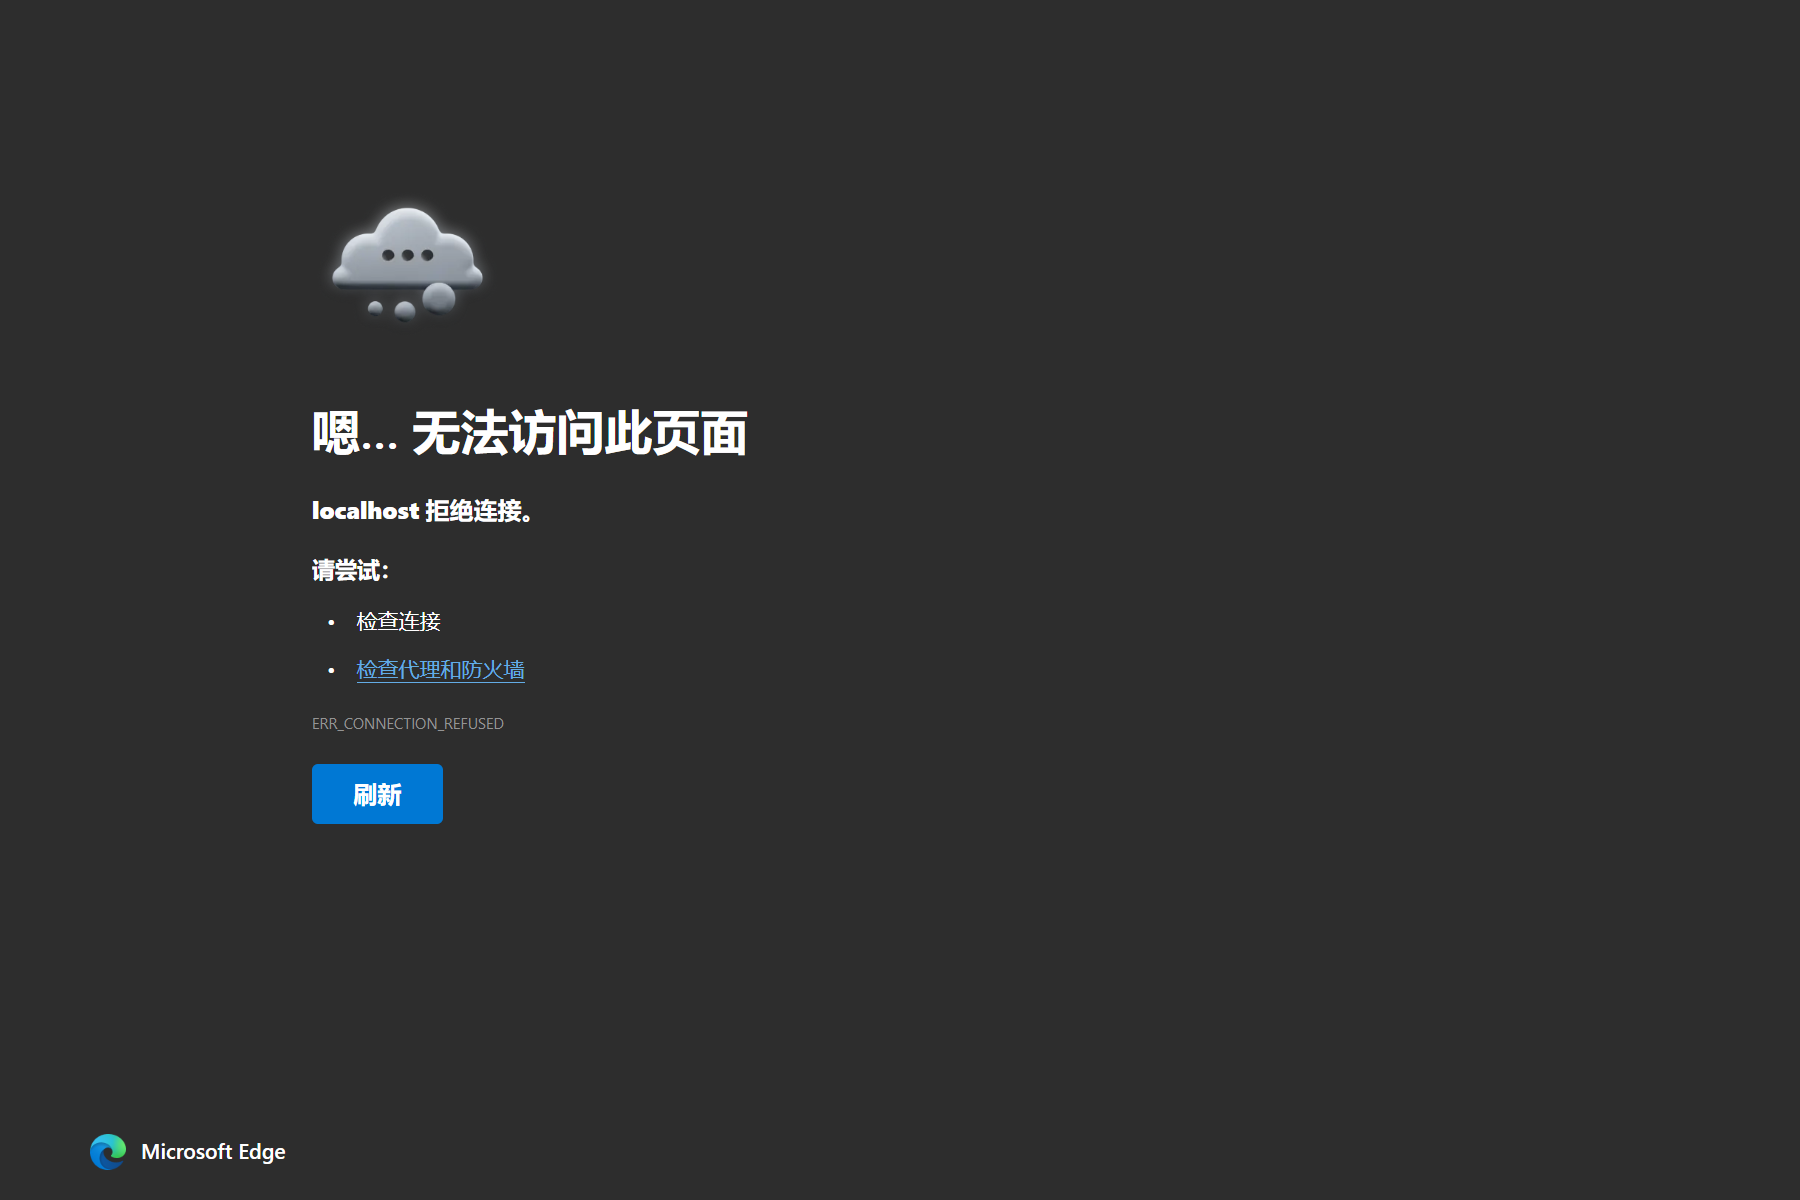 嗯... 无法访问此页面
localhost 拒绝连接。
请尝试：
• 检查连接
• 检查代理和防火墙
ERR_CONNECTION_REFUSED
刷新
Microsoft Edge